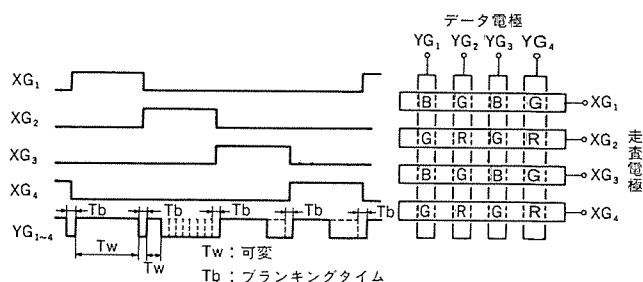 データ電極
YG₁ YG₂ YG₃ YG₄
XG₁
XG₂
XG₃
XG₄
YG₁~₄
Tb Tb Tb Tb Tb
Tw
Tw
Tw:可変
Tb:ブランキングタイム
B G B G XG₁
G R G R XG₂
B G B G XG₃
G R G R XG₄
走査電極